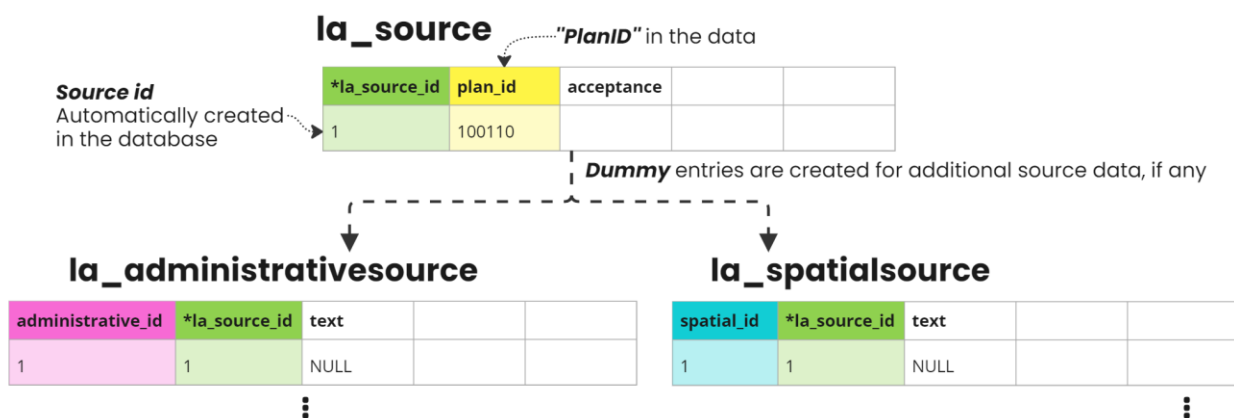 la_source
"PlanID" in the data
Source id
Automatically created
in the database
*la_source_id plan_id acceptance
1 100110
Dummy entries are created for additional source data, if any
la_administrativesource
administrative_id *la_source_id text
1 1 NULL
la_spatialsource
spatial_id *la_source_id text
1 1 NULL